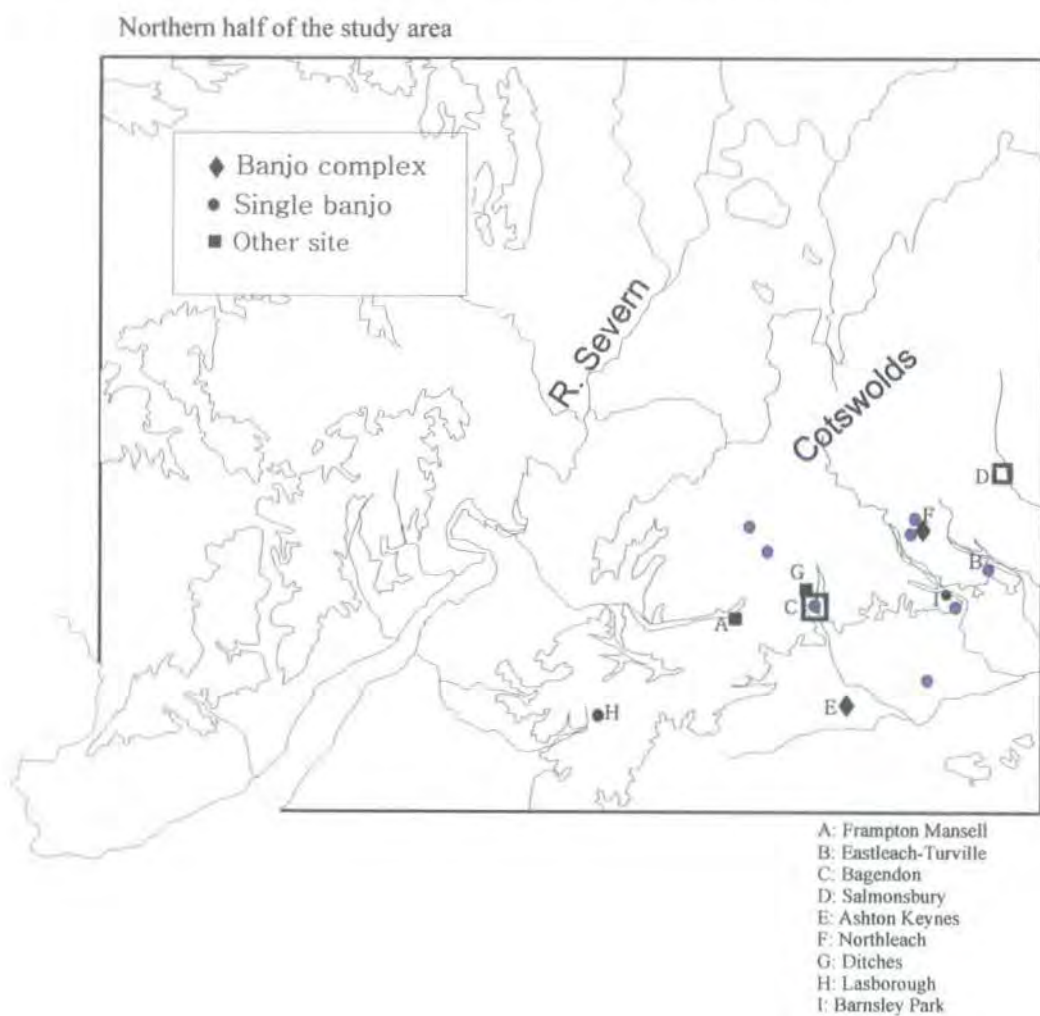 Northern half of the study area
Banjo complex
Single banjo
Other site
R. Severn
Cotswolds
D
F
B
G
C
I
A
E
H
A: Frampton Mansell
B: Eastleach-Turville
C: Bagendon
D: Salmonsbury
E: Ashton Keynes
F: Northleach
G: Ditches
H: Lasborough
I: Barnsley Park